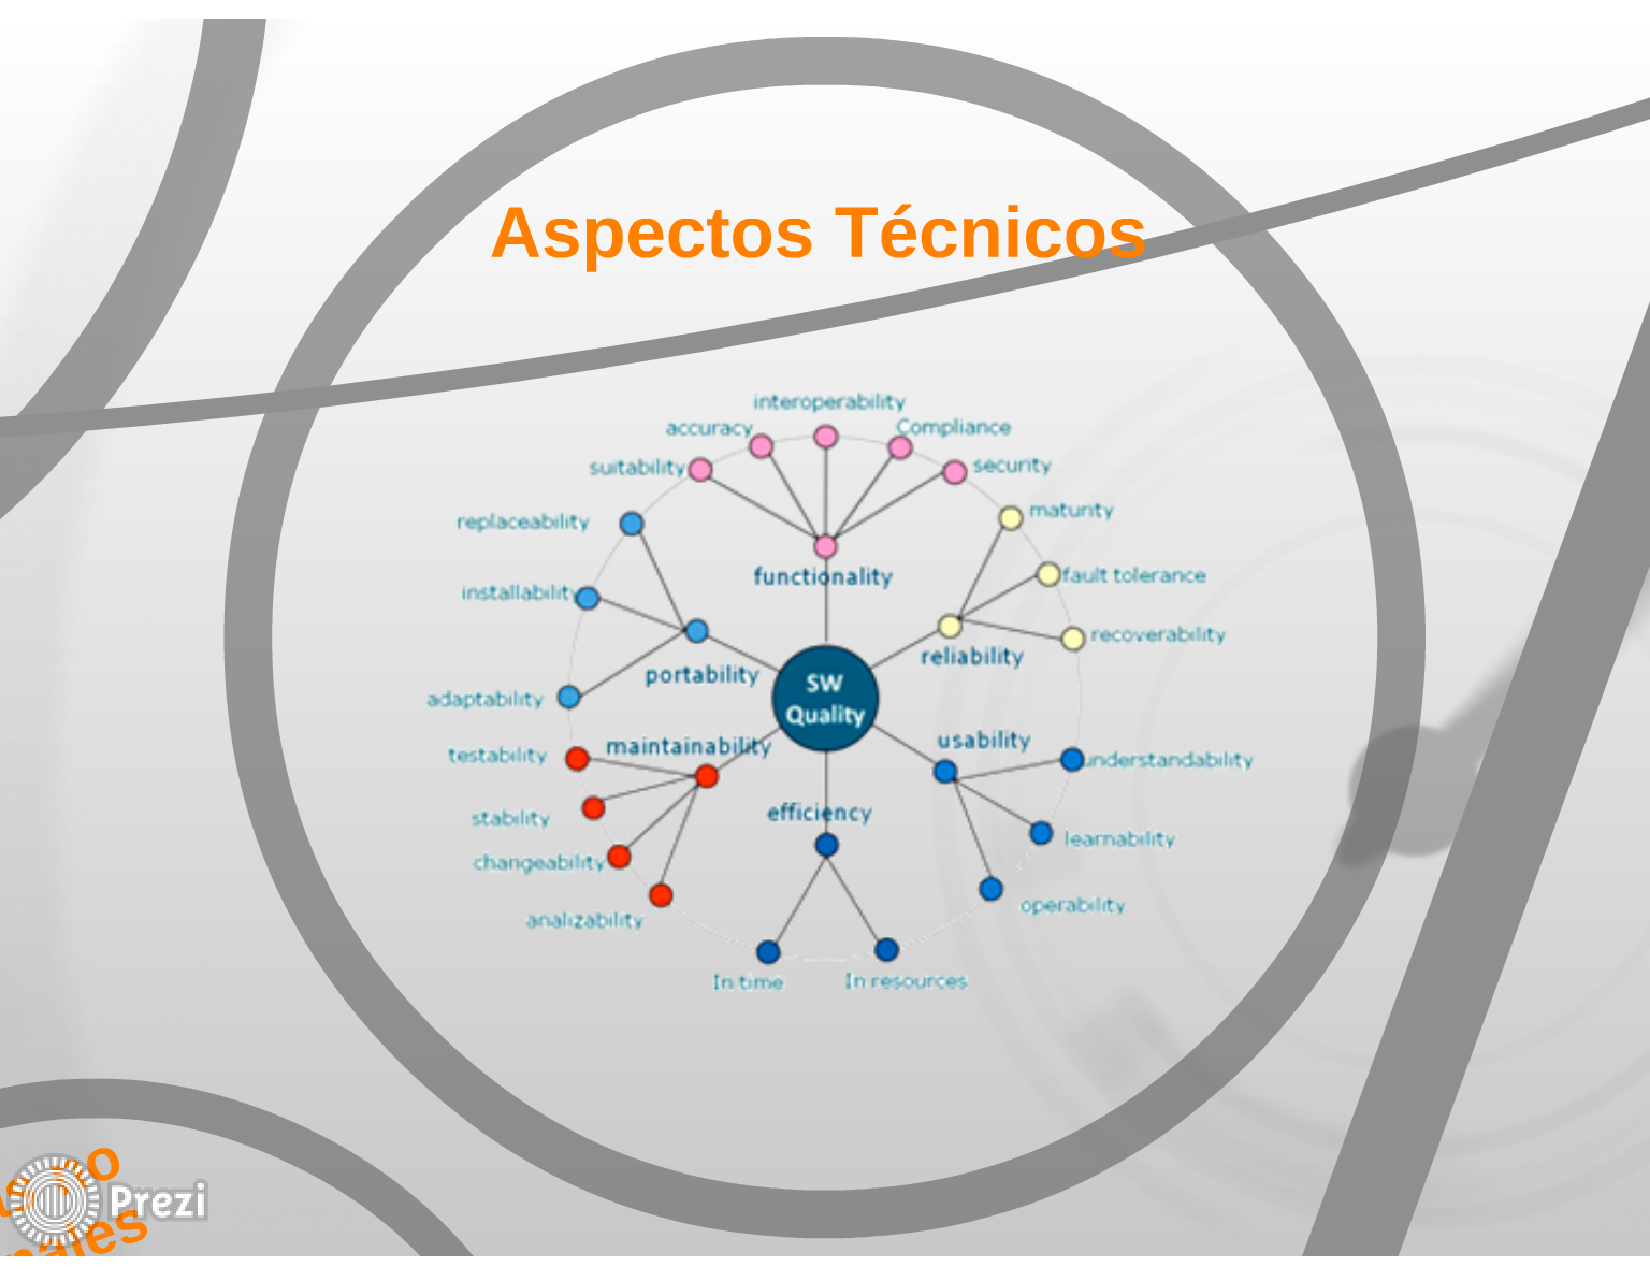 Aspectos Técnicos
interoperability
accuracy
Compliance
suitability
security
replaceability
maturity
installability
functionality
fault tolerance
portability
reliability
recoverability
adaptability
SW
Quality
testability
maintainability
usability
understandability
stability
efficiency
learnability
changeability
analizability
operability
In time
In resources
Prezi